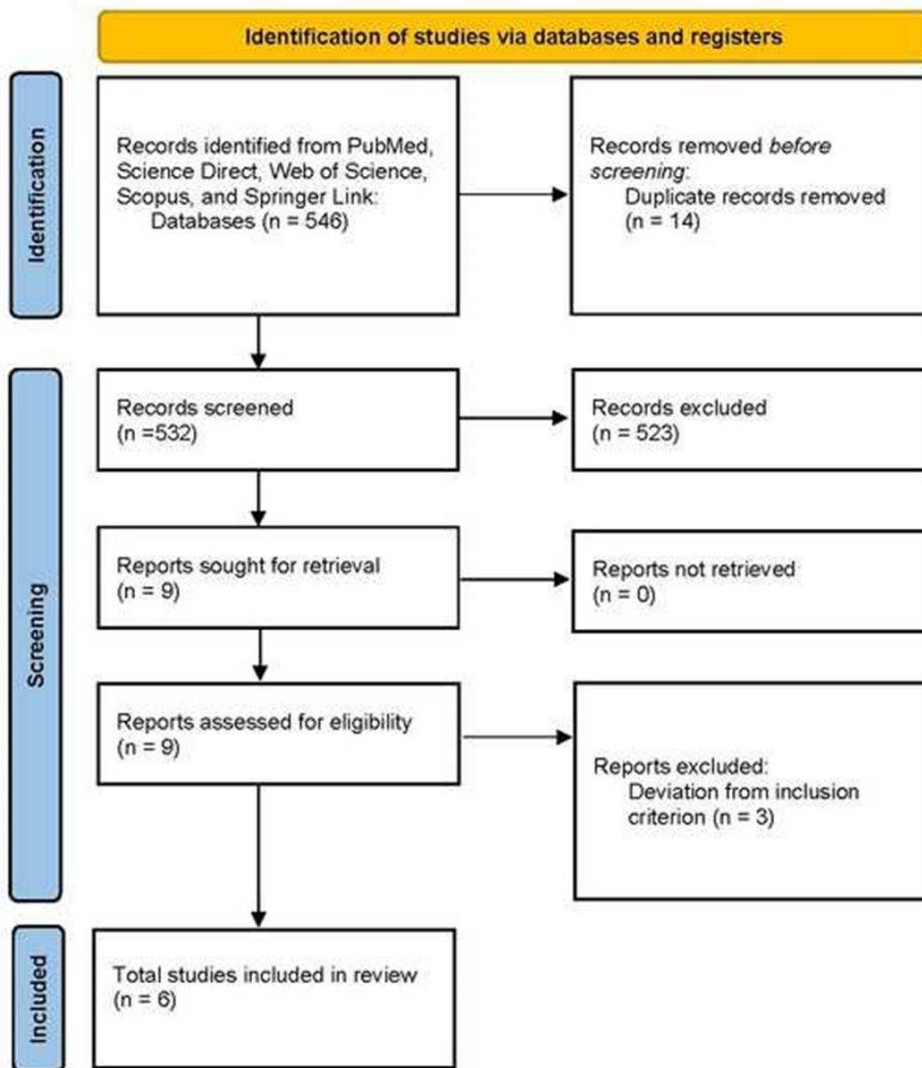 Identification of studies via databases and registers
Identification
Records identified from PubMed,
Science Direct, Web of Science,
Scopus, and Springer Link:
Databases (n = 546)
Records removed before
screening:
Duplicate records removed
(n = 14)
Screening
Records screened
(n =532)
Records excluded
(n = 523)
Reports sought for retrieval
(n = 9)
Reports not retrieved
(n = 0)
Reports assessed for eligibility
(n = 9)
Reports excluded:
Deviation from inclusion
criterion (n = 3)
Included
Total studies included in review
(n = 6)